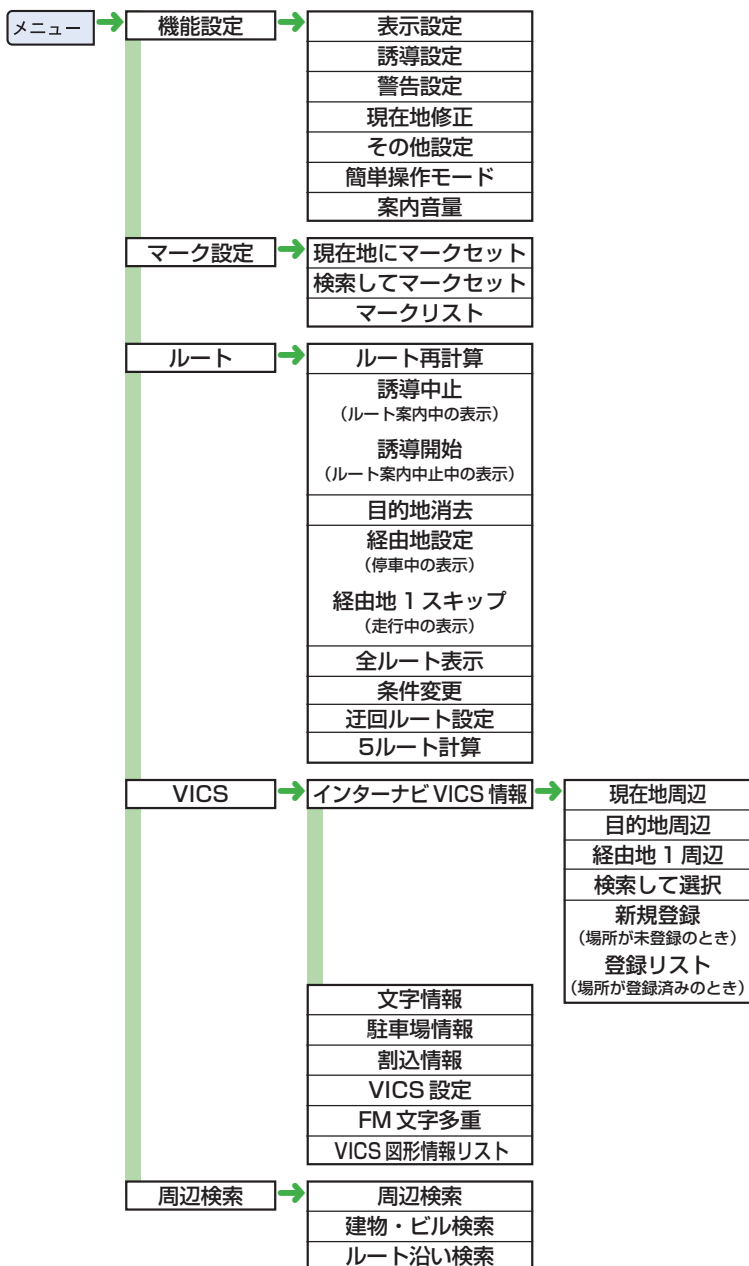 メニュー
機能設定
表示設定
誘導設定
警告設定
現在地修正
その他設定
簡単操作モード
案内音量
マーク設定
現在地にマークセット
検索してマークセット
マークリスト
ルート
ルート再計算
誘導中止
(ルート案内中の表示)
誘導開始
(ルート案内中止中の表示)
目的地消去
経由地設定
(停車中の表示)
経由地 1 スキップ
(走行中の表示)
全ルート表示
条件変更
迂回ルート設定
5ルート計算
VICS
インターナビ VICS 情報
現在地周辺
目的地周辺
経由地 1 周辺
検索して選択
新規登録
(場所が未登録のとき)
登録リスト
(場所が登録済みのとき)
文字情報
駐車場情報
割込情報
VICS 設定
FM 文字多重
VICS 図形情報リスト
周辺検索
周辺検索
建物・ビル検索
ルート沿い検索